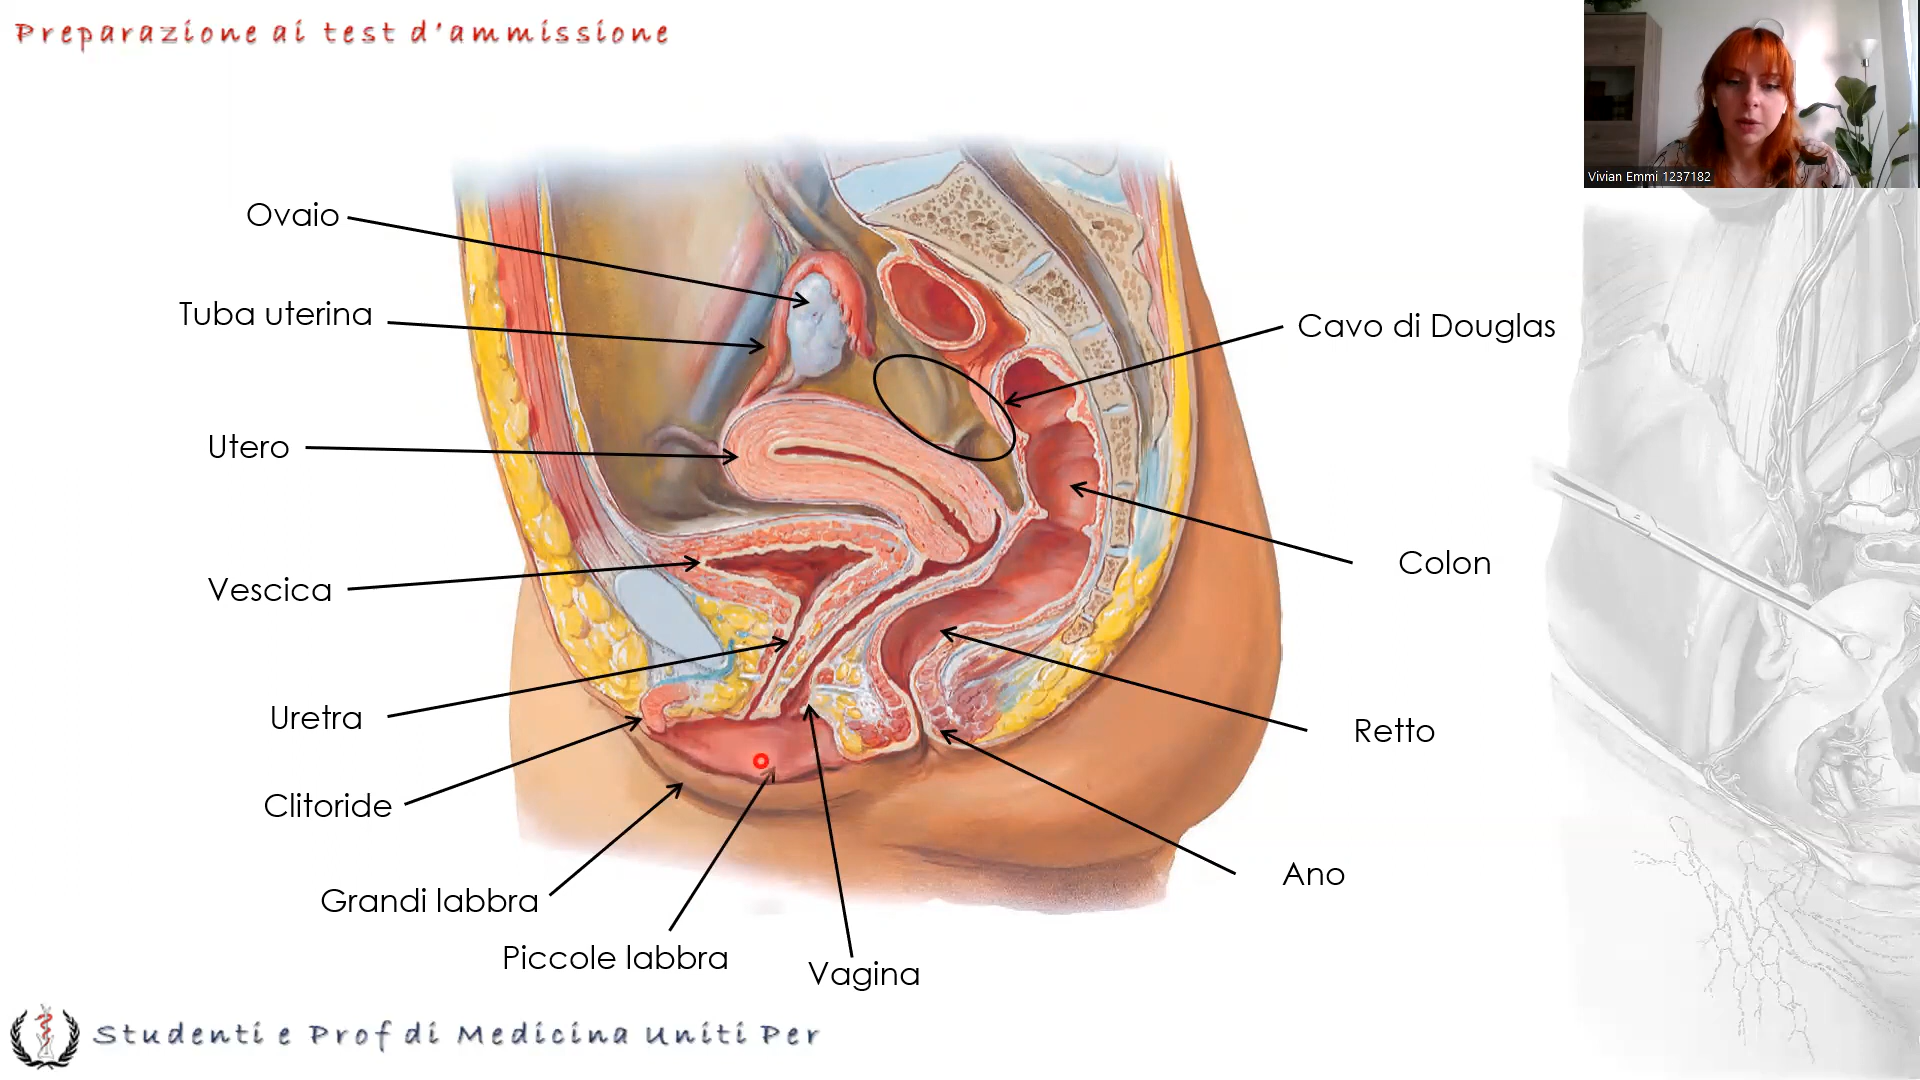 Preparazione ai test d'ammissione
Vivian Emmi 1237182
Ovaio
Tuba uterina
Cavo di Douglas
Utero
Colon
Vescica
Uretra
Retto
Clitoride
Ano
Grandi labbra
Piccole labbra
Vagina
Studenti e Prof di Medicina Uniti Per